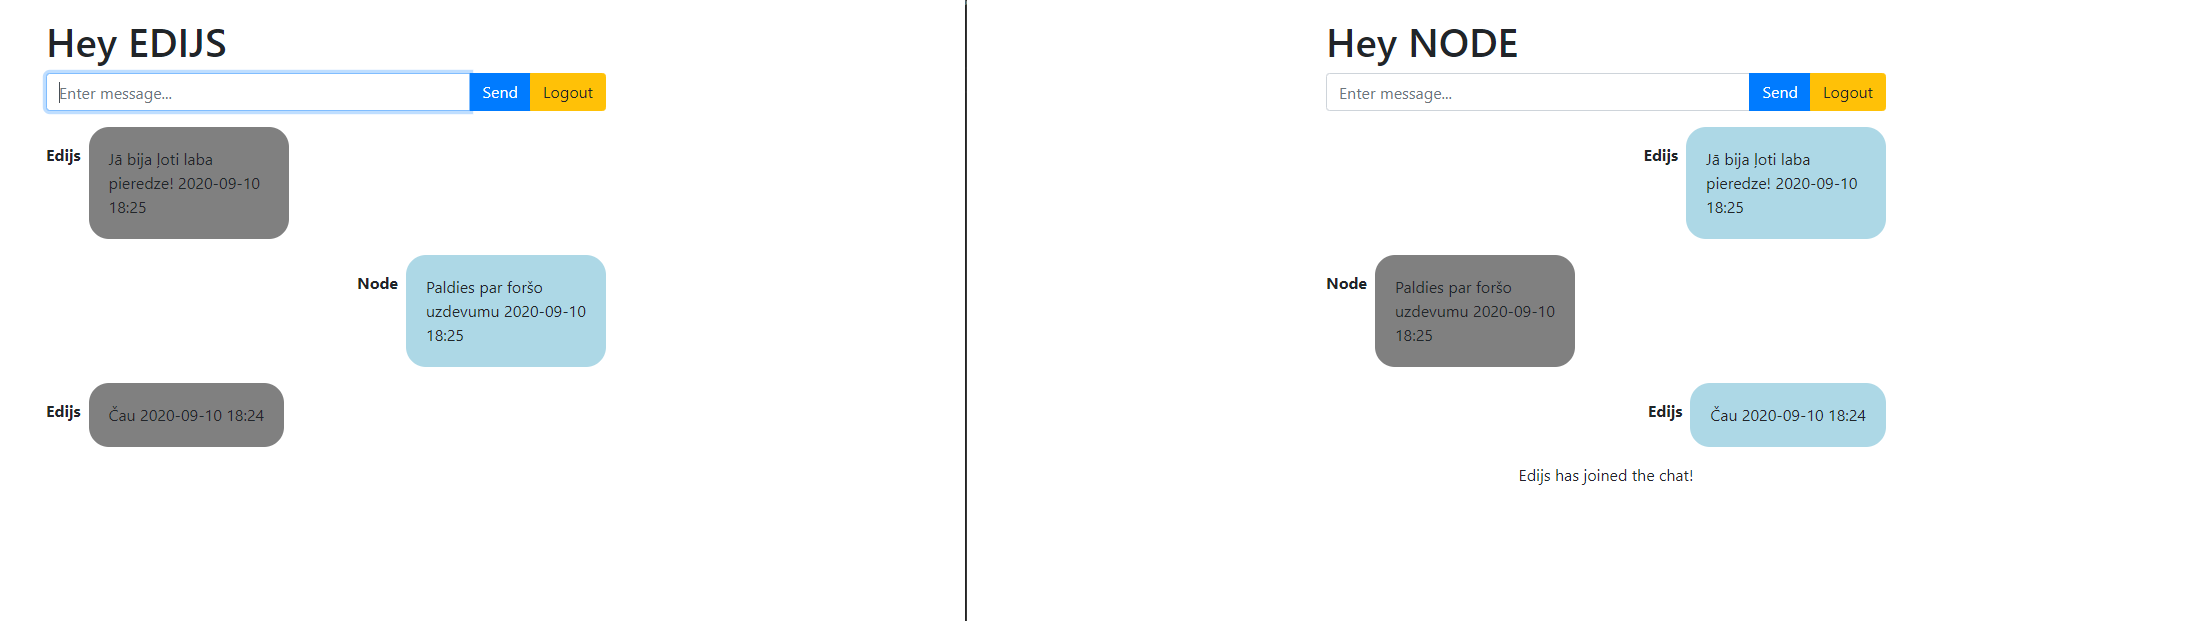 Hey EDIJS
Enter message...
Send
Logout
Edijs
Jā bija ļoti laba
pieredze! 2020-09-10
18:25
Node
Paldies par foršo
uzdevumu 2020-09-10
18:25
Edijs
Čau 2020-09-10 18:24
Hey NODE
Enter message...
Send
Logout
Edijs
Jā bija ļoti laba
pieredze! 2020-09-10
18:25
Node
Paldies par foršo
uzdevumu 2020-09-10
18:25
Edijs
Čau 2020-09-10 18:24
Edijs has joined the chat!